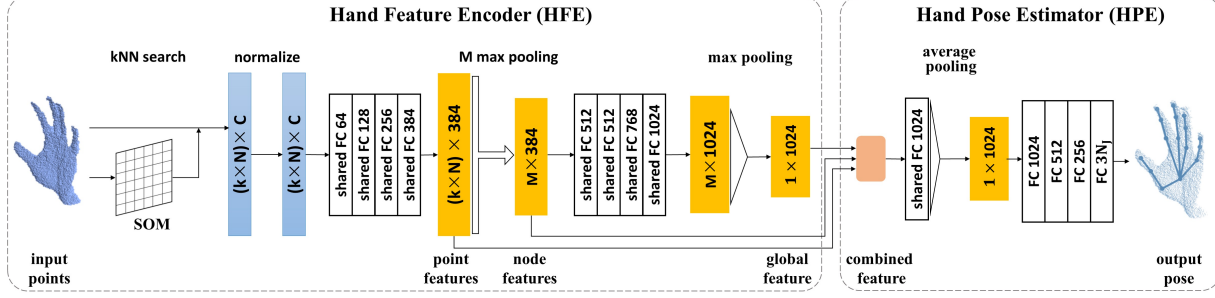 Hand Feature Encoder (HFE)
Hand Pose Estimator (HPE)
kNN search
normalize
M max pooling
max pooling
average
pooling
SOM
(k × N) × C
(k × N) × C
shared FC 64
shared FC 128
shared FC 256
shared FC 384
(k × N) × 384
M × 384
shared FC 512
shared FC 512
shared FC 768
shared FC 1024
M × 1024
1 × 1024
shared FC 1024
1 × 1024
FC 1024
FC 512
FC 256
FC 3NJ
input
points
point
features
node
features
global
feature
combined
feature
output
pose